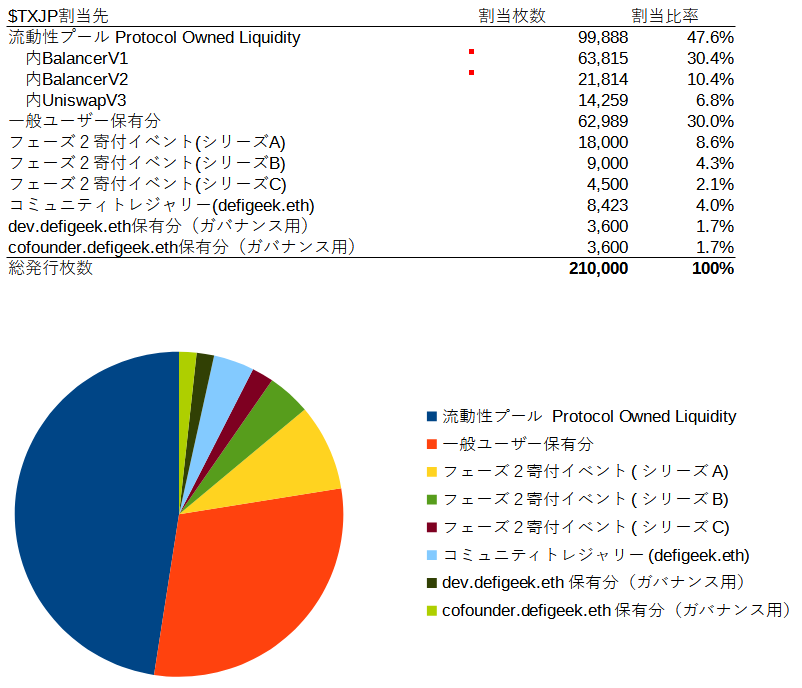 $TXJP割当先 割当枚数 割当比率
流動性プール Protocol Owned Liquidity 99,888 47.6%
内BalancerV1 63,815 30.4%
内BalancerV2 21,814 10.4%
内UniswapV3 14,259 6.8%
一般ユーザー保有分 62,989 30.0%
フェーズ２寄付イベント(シリーズA) 18,000 8.6%
フェーズ２寄付イベント(シリーズB) 9,000 4.3%
フェーズ２寄付イベント(シリーズC) 4,500 2.1%
コミュニティトレジャリー(defigeek.eth) 8,423 4.0%
dev.defigeek.eth保有分（ガバナンス用） 3,600 1.7%
cofounder.defigeek.eth保有分（ガバナンス用） 3,600 1.7%
総発行枚数 210,000 100%
流動性プール Protocol Owned Liquidity
一般ユーザー保有分
フェーズ２寄付イベント ( シリーズ A)
フェーズ２寄付イベント ( シリーズ B)
フェーズ２寄付イベント ( シリーズ C)
コミュニティトレジャリー (defigeek.eth)
dev.defigeek.eth 保有分（ガバナンス用）
cofounder.defigeek.eth 保有分（ガバナンス用）